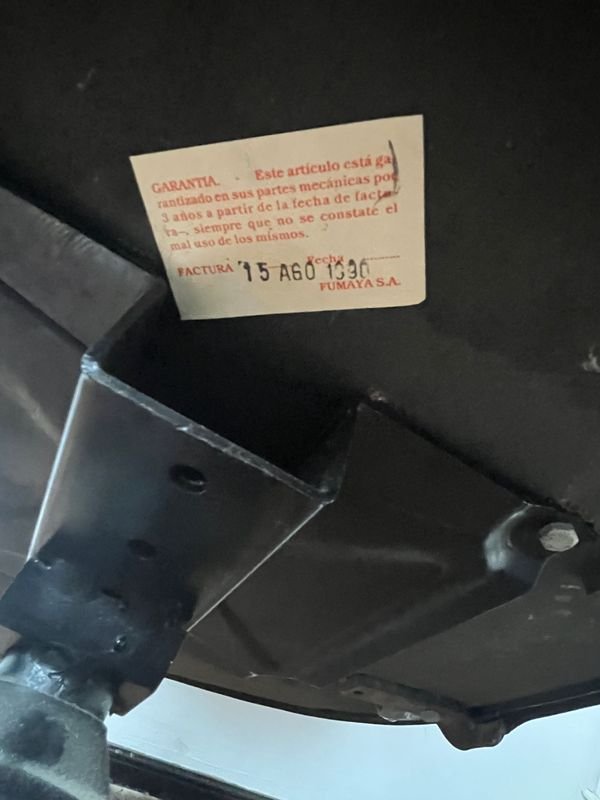 GARANTIA. Este artículo está ga-
rantizado en sus partes mecánicas por
3 años a partir de la fecha de factu-
ra–, siempre que no se constate el
mal uso de los mismos.
Fecha
FACTURA 15 AGO 1990
FUMAYA S.A.